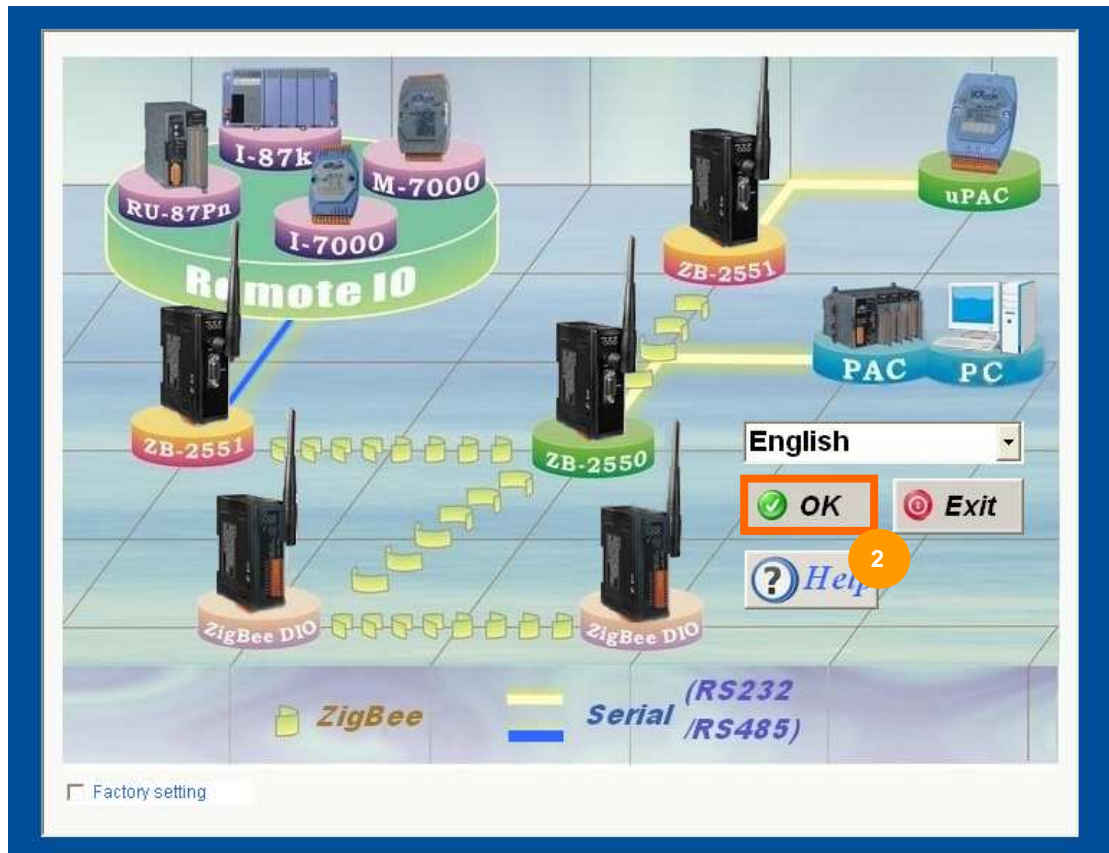 I-87k
M-7000
RU-87Pn
I-7000
Remote IO
uPAC
ZB-2551
PAC
PC
ZB-2551
ZB-2550
English
OK
Exit
2
Help
ZigBee DIO
ZigBee DIO
ZigBee
Serial
(RS232
/RS485)
Factory setting